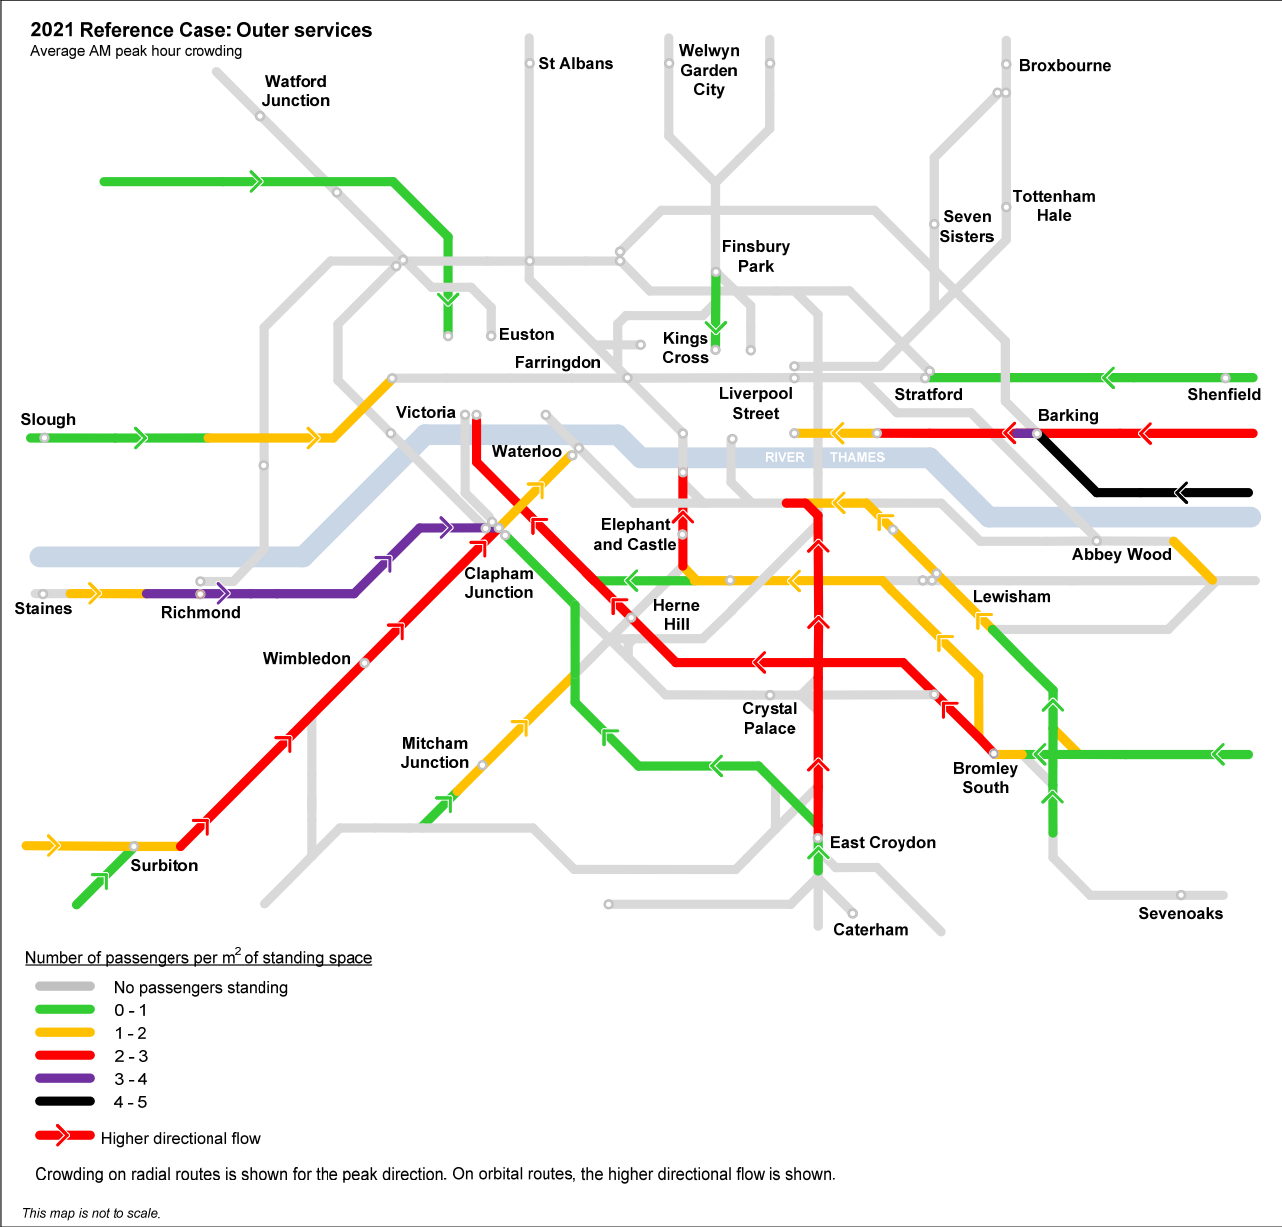 2021 Reference Case: Outer services
Average AM peak hour crowding
Watford
Junction
St Albans
Welwyn
Garden
City
Broxbourne
Tottenham
Hale
Seven
Sisters
Finsbury
Park
Euston
Kings
Cross
Farringdon
Liverpool
Street
Stratford
Shenfield
Slough
Victoria
Barking
Waterloo
RIVER THAMES
Elephant
and Castle
Abbey Wood
Clapham
Junction
Staines
Richmond
Herne
Hill
Lewisham
Wimbledon
Crystal
Palace
Mitcham
Junction
Bromley
South
East Croydon
Surbiton
Sevenoaks
Caterham
Number of passengers per m2 of standing space
No passengers standing
0 - 1
1 - 2
2 - 3
3 - 4
4 - 5
Higher directional flow
Crowding on radial routes is shown for the peak direction. On orbital routes, the higher directional flow is shown.
This map is not to scale.